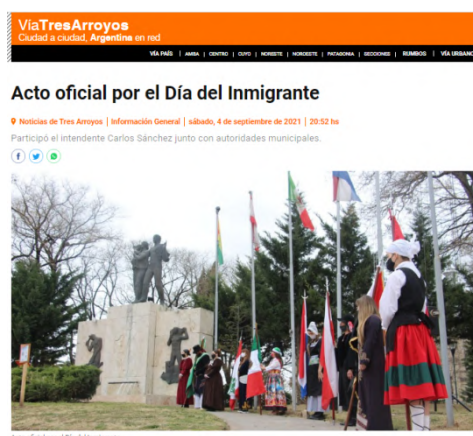 VíaTresArroyos
Ciudad a ciudad, Argentina en red
VÍA PAÍS | AMBA | CENTRO | CUYO | NORESTE | NOROESTE | PATAGONIA | SECCIONES | RUMBOS | VÍA URBANO
Acto oficial por el Día del Inmigrante
Noticias de Tres Arroyos | Información General | sábado, 4 de septiembre de 2021 | 20:52 hs
Participó el intendente Carlos Sánchez junto con autoridades municipales.